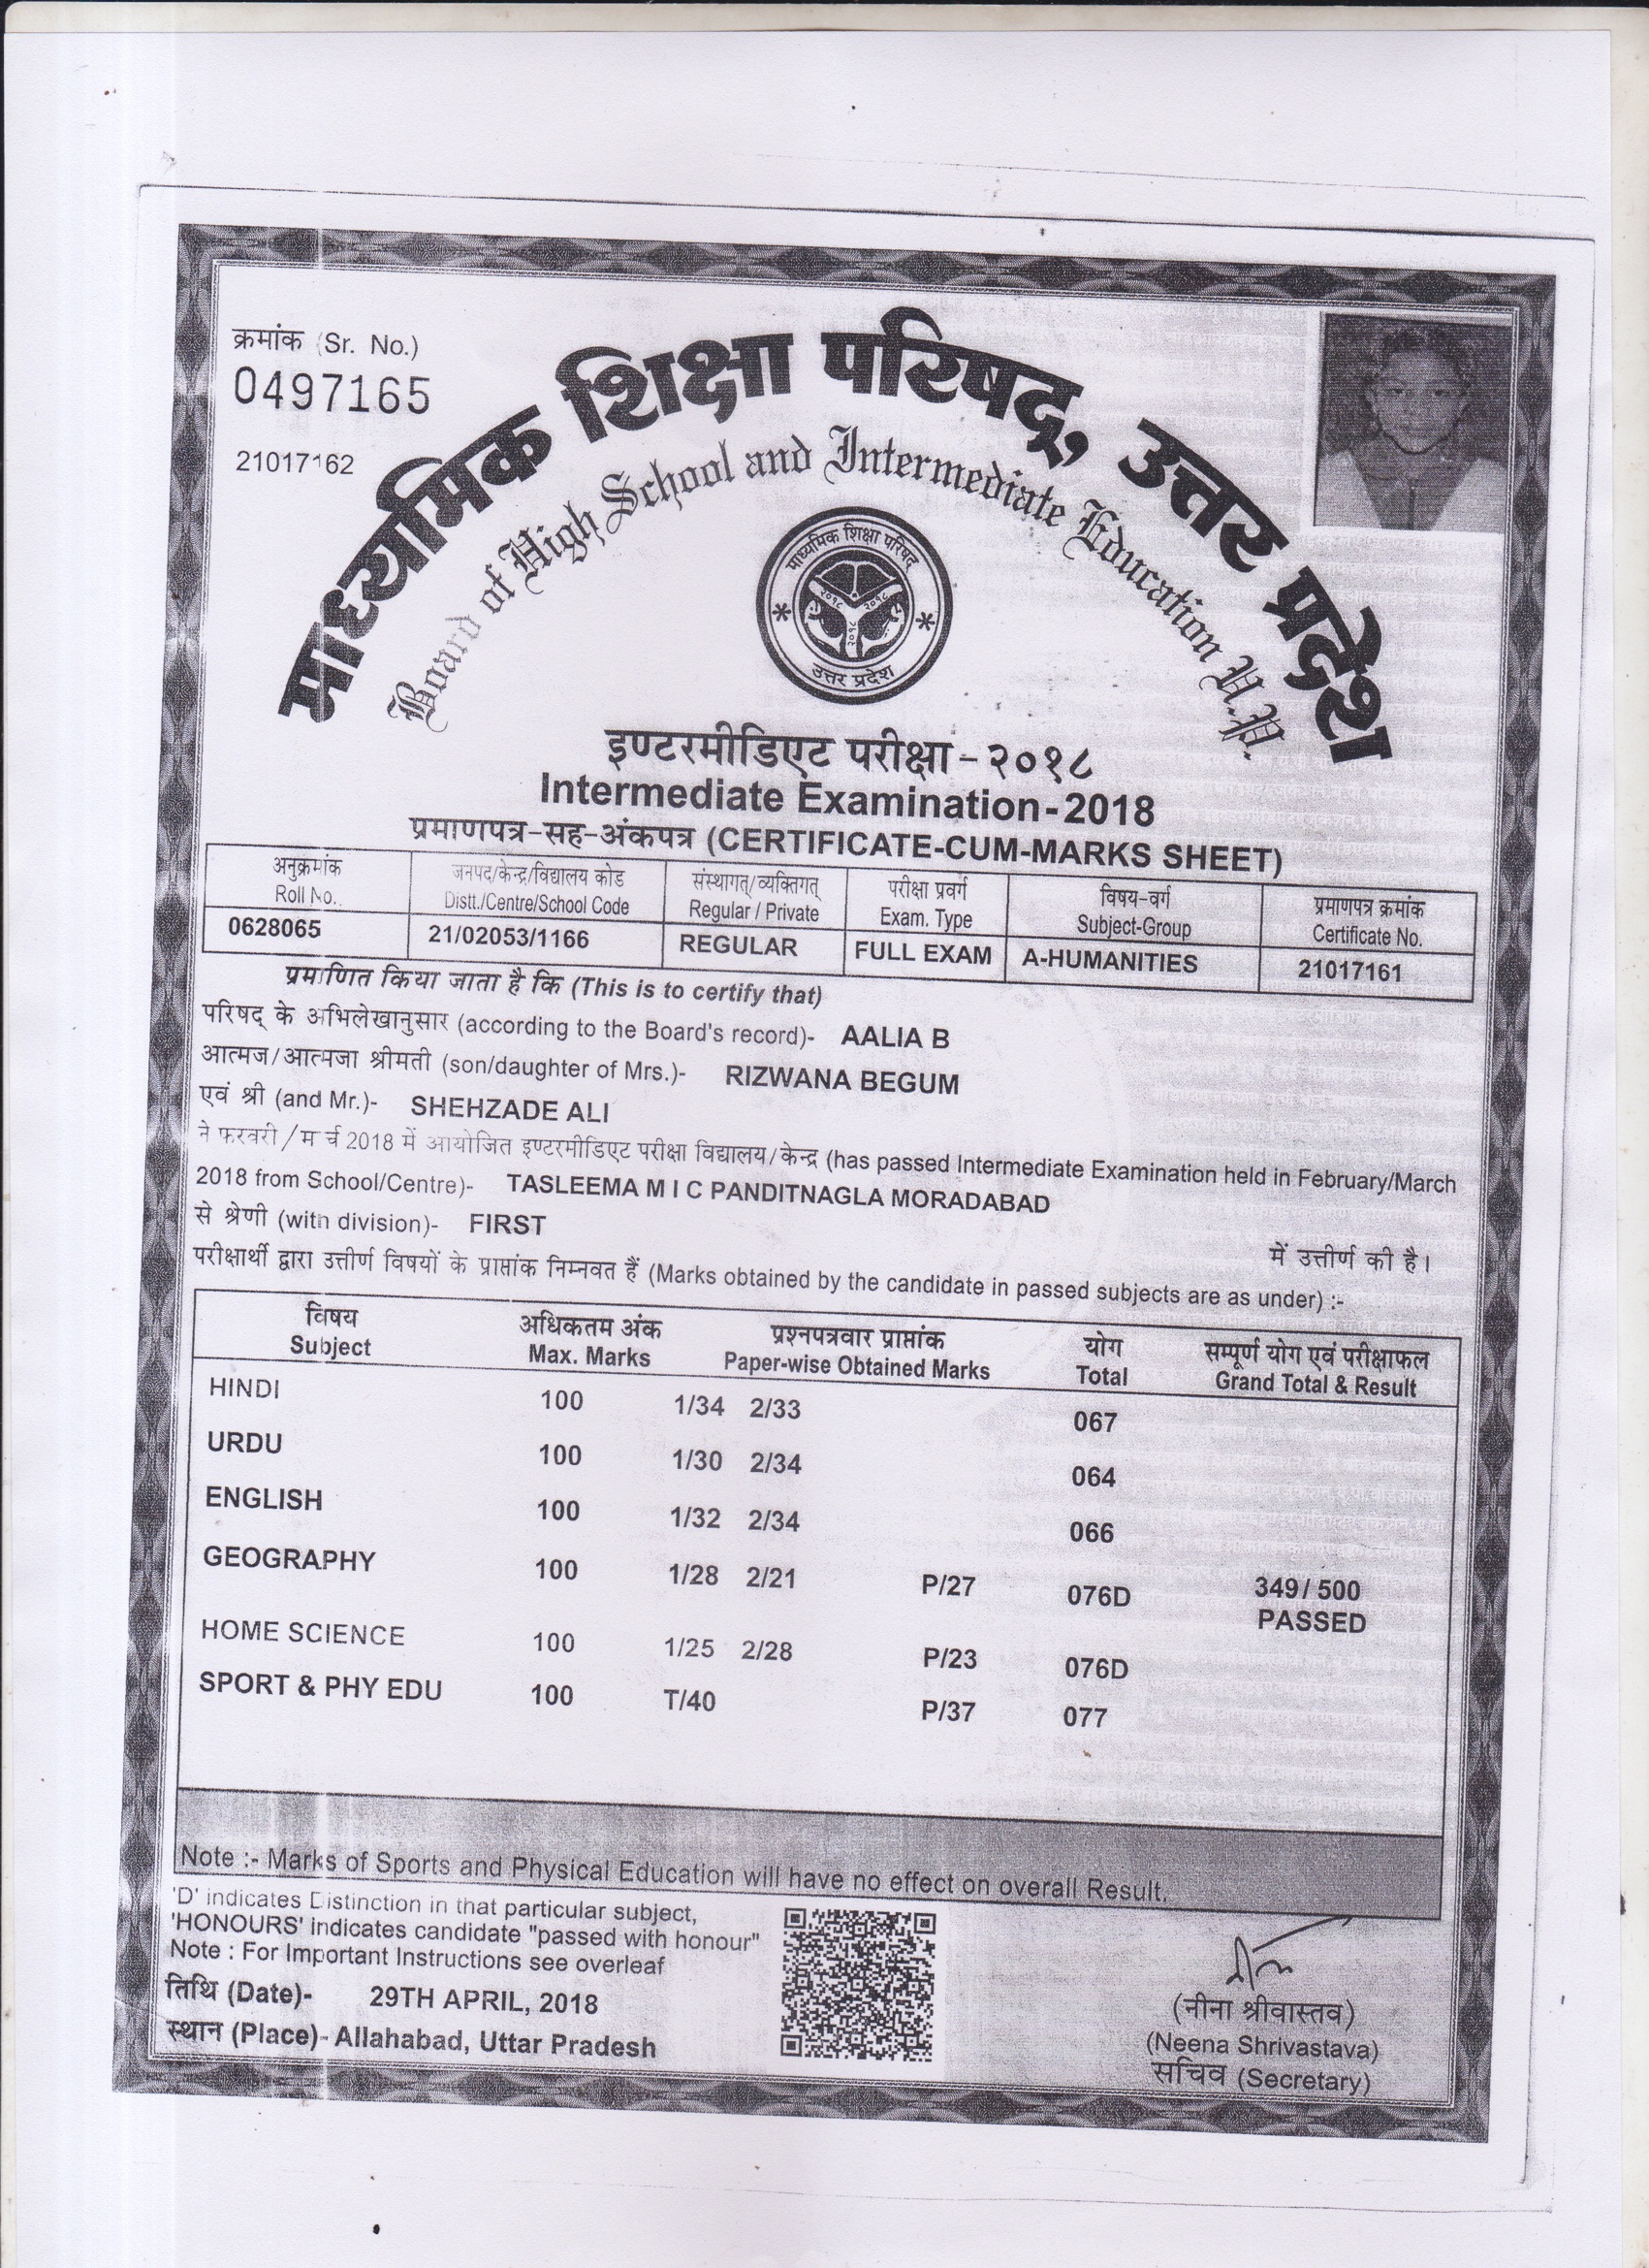 क्रमांक (Sr. No.)
0497165
21017162
माध्यमिक शिक्षा परिषद्, उत्तर प्रदेश
Board of High School and Intermediate Education U.P.
माध्यमिक शिक्षा परिषद
२०१८ २०१८
२०१८
उत्तर प्रदेश
इण्टरमीडिएट परीक्षा - २०१८
Intermediate Examination - 2018
प्रमाणपत्र-सह-अंकपत्र (CERTIFICATE-CUM-MARKS SHEET)
अनुक्रमांक जनपद/केन्द्र/विद्यालय कोड संस्थागत्/व्यक्तिगत् परीक्षा प्रवर्ग विषय-वर्ग प्रमाणपत्र क्रमांक
Roll No. Distt./Centre/School Code Regular / Private Exam. Type Subject-Group Certificate No.
0628065 21/02053/1166 REGULAR FULL EXAM A-HUMANITIES 21017161
प्रमाणित किया जाता है कि (This is to certify that)
परिषद् के अभिलेखानुसार (according to the Board's record)- AALIA B
आत्मज/आत्मजा श्रीमती (son/daughter of Mrs.)- RIZWANA BEGUM
एवं श्री (and Mr.)- SHEHZADE ALI
ने फरवरी/मार्च 2018 में आयोजित इण्टरमीडिएट परीक्षा विद्यालय/केन्द्र (has passed Intermediate Examination held in February/March
2018 from School/Centre)- TASLEEMA M I C PANDITNAGLA MORADABAD
से श्रेणी (with division)- FIRST में उत्तीर्ण की है।
परीक्षार्थी द्वारा उत्तीर्ण विषयों के प्राप्तांक निम्नवत हैं (Marks obtained by the candidate in passed subjects are as under) :-
विषय अधिकतम अंक प्रश्नपत्रवार प्राप्तांक योग सम्पूर्ण योग एवं परीक्षाफल
Subject Max. Marks Paper-wise Obtained Marks Total Grand Total & Result
HINDI 100 1/34 2/33 067
URDU 100 1/30 2/34 064
ENGLISH 100 1/32 2/34 066
GEOGRAPHY 100 1/28 2/21 P/27 076D 349/ 500
PASSED
HOME SCIENCE 100 1/25 2/28 P/23 076D
SPORT & PHY EDU 100 T/40 P/37 077
Note :- Marks of Sports and Physical Education will have no effect on overall Result.
'D' indicates Distinction in that particular subject,
'HONOURS' indicates candidate "passed with honour"
Note : For Important Instructions see overleaf
तिथि (Date)- 29TH APRIL, 2018
स्थान (Place)- Allahabad, Uttar Pradesh
(नीना श्रीवास्तव)
(Neena Shrivastava)
सचिव (Secretary)